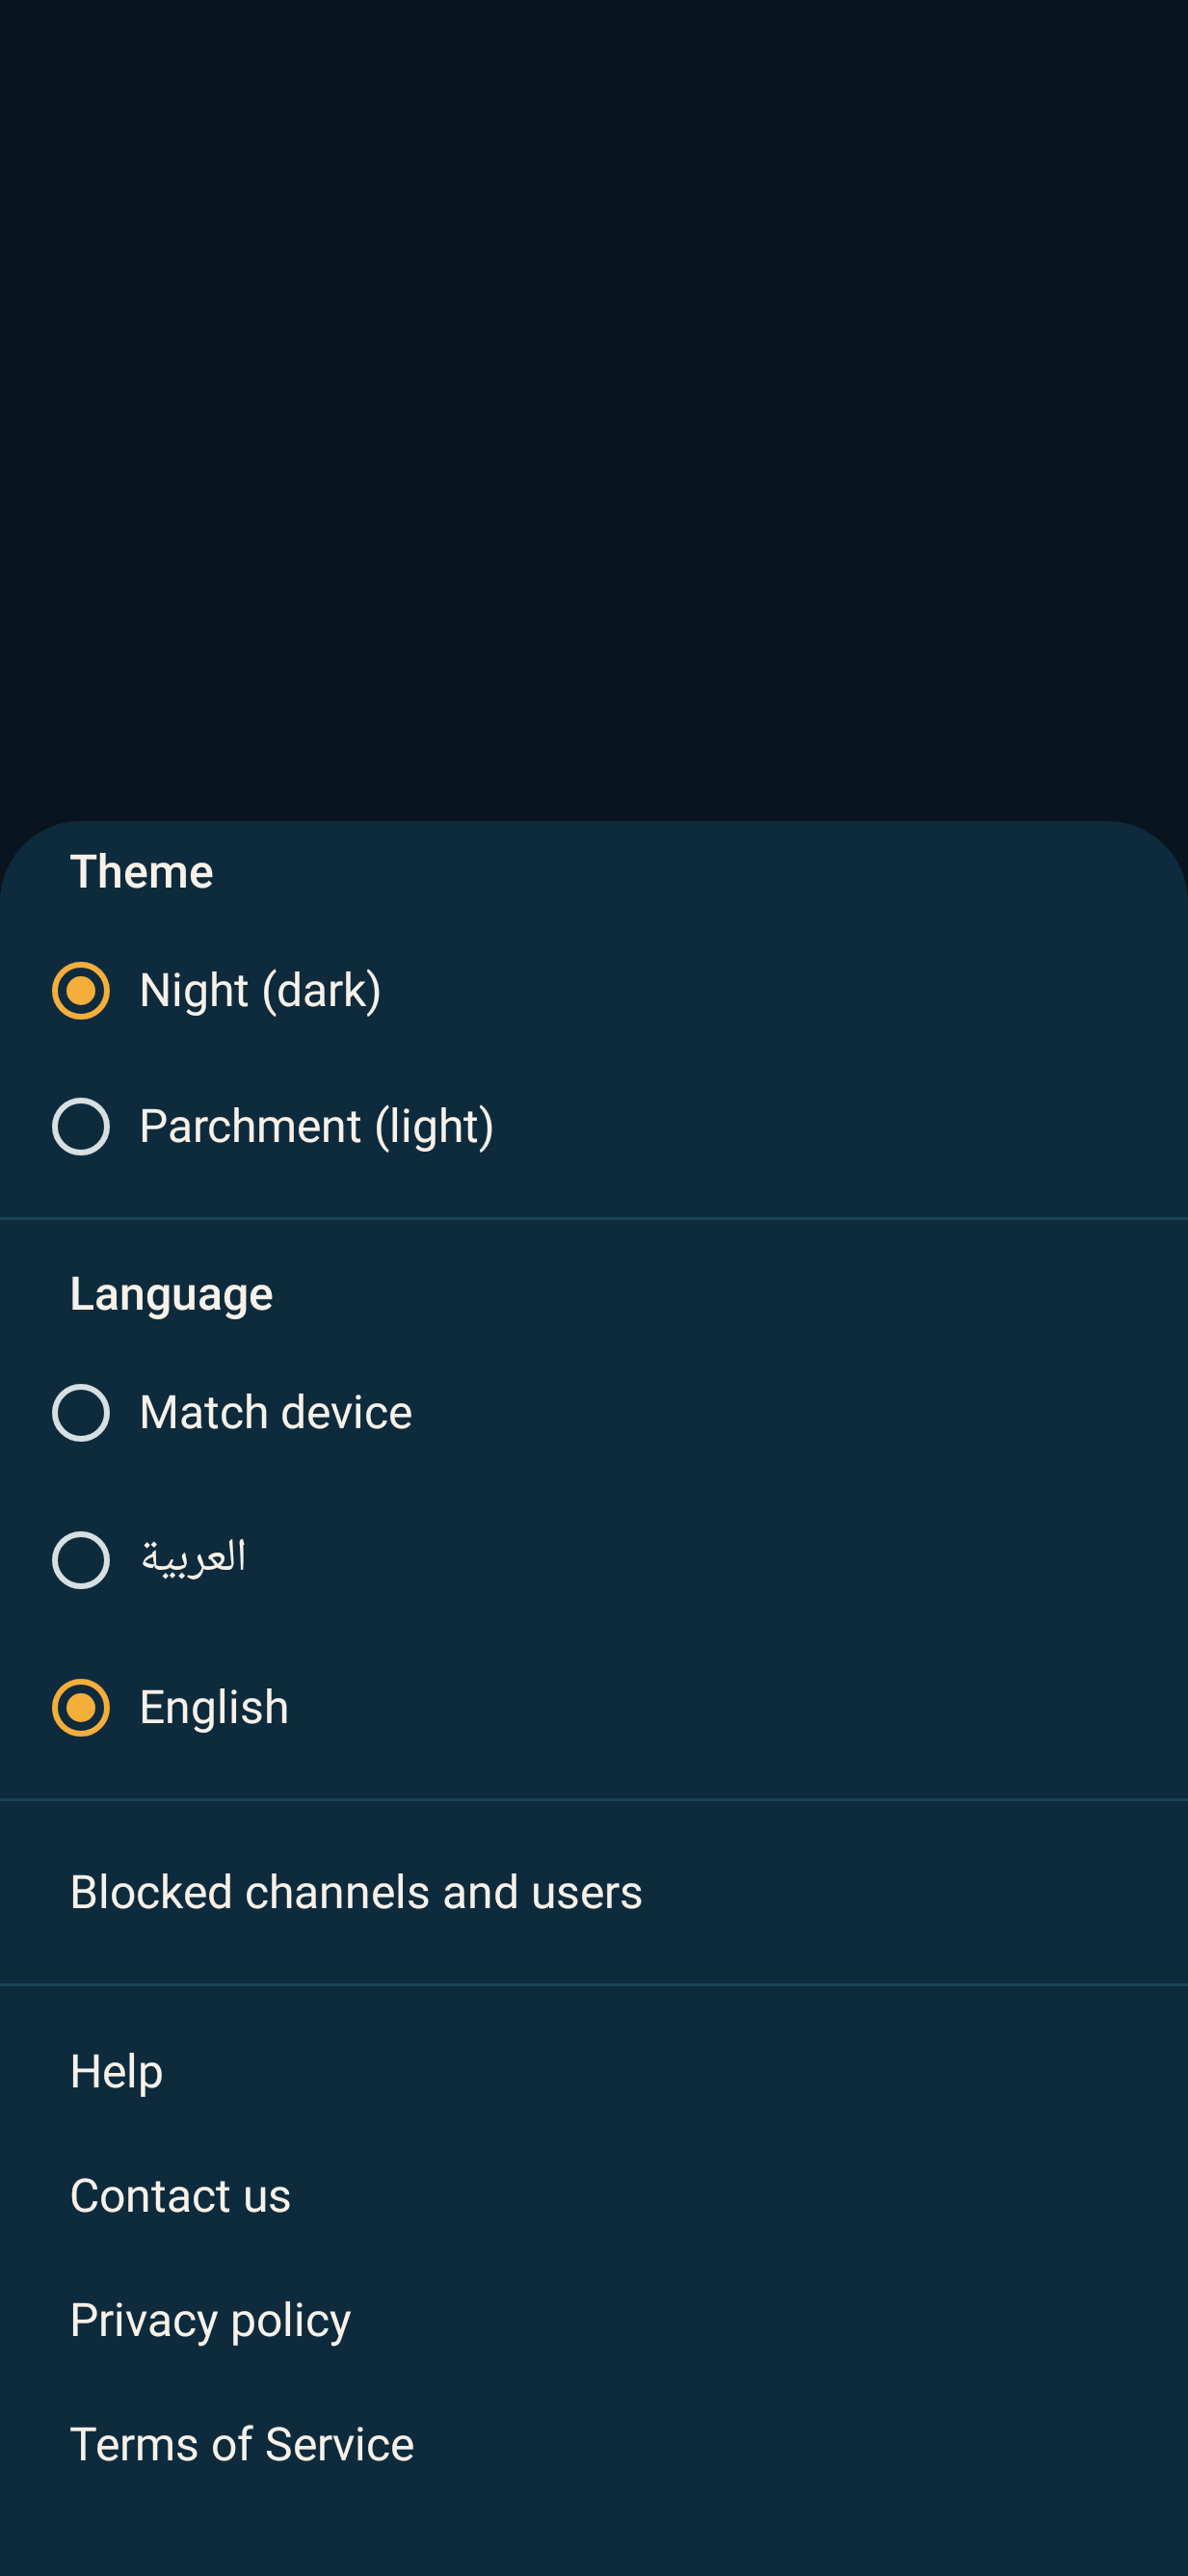 Theme
Night (dark)
Parchment (light)
Language
Match device
العربية
English
Blocked channels and users
Help
Contact us
Privacy policy
Terms of Service